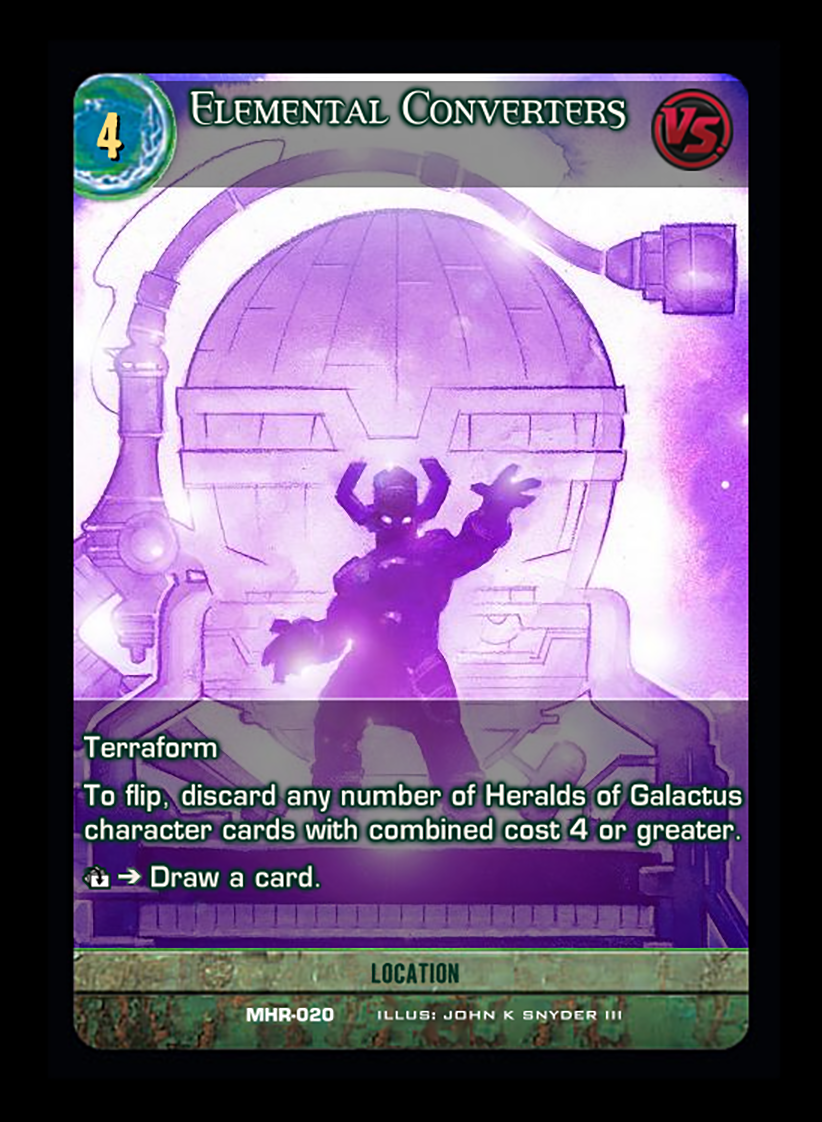 4
Elemental Converters
VS.
Terraform
To flip, discard any number of Heralds of Galactus
character cards with combined cost 4 or greater.
➔ Draw a card.
LOCATION
MHR-020 ILLUS: JOHN K SNYDER III